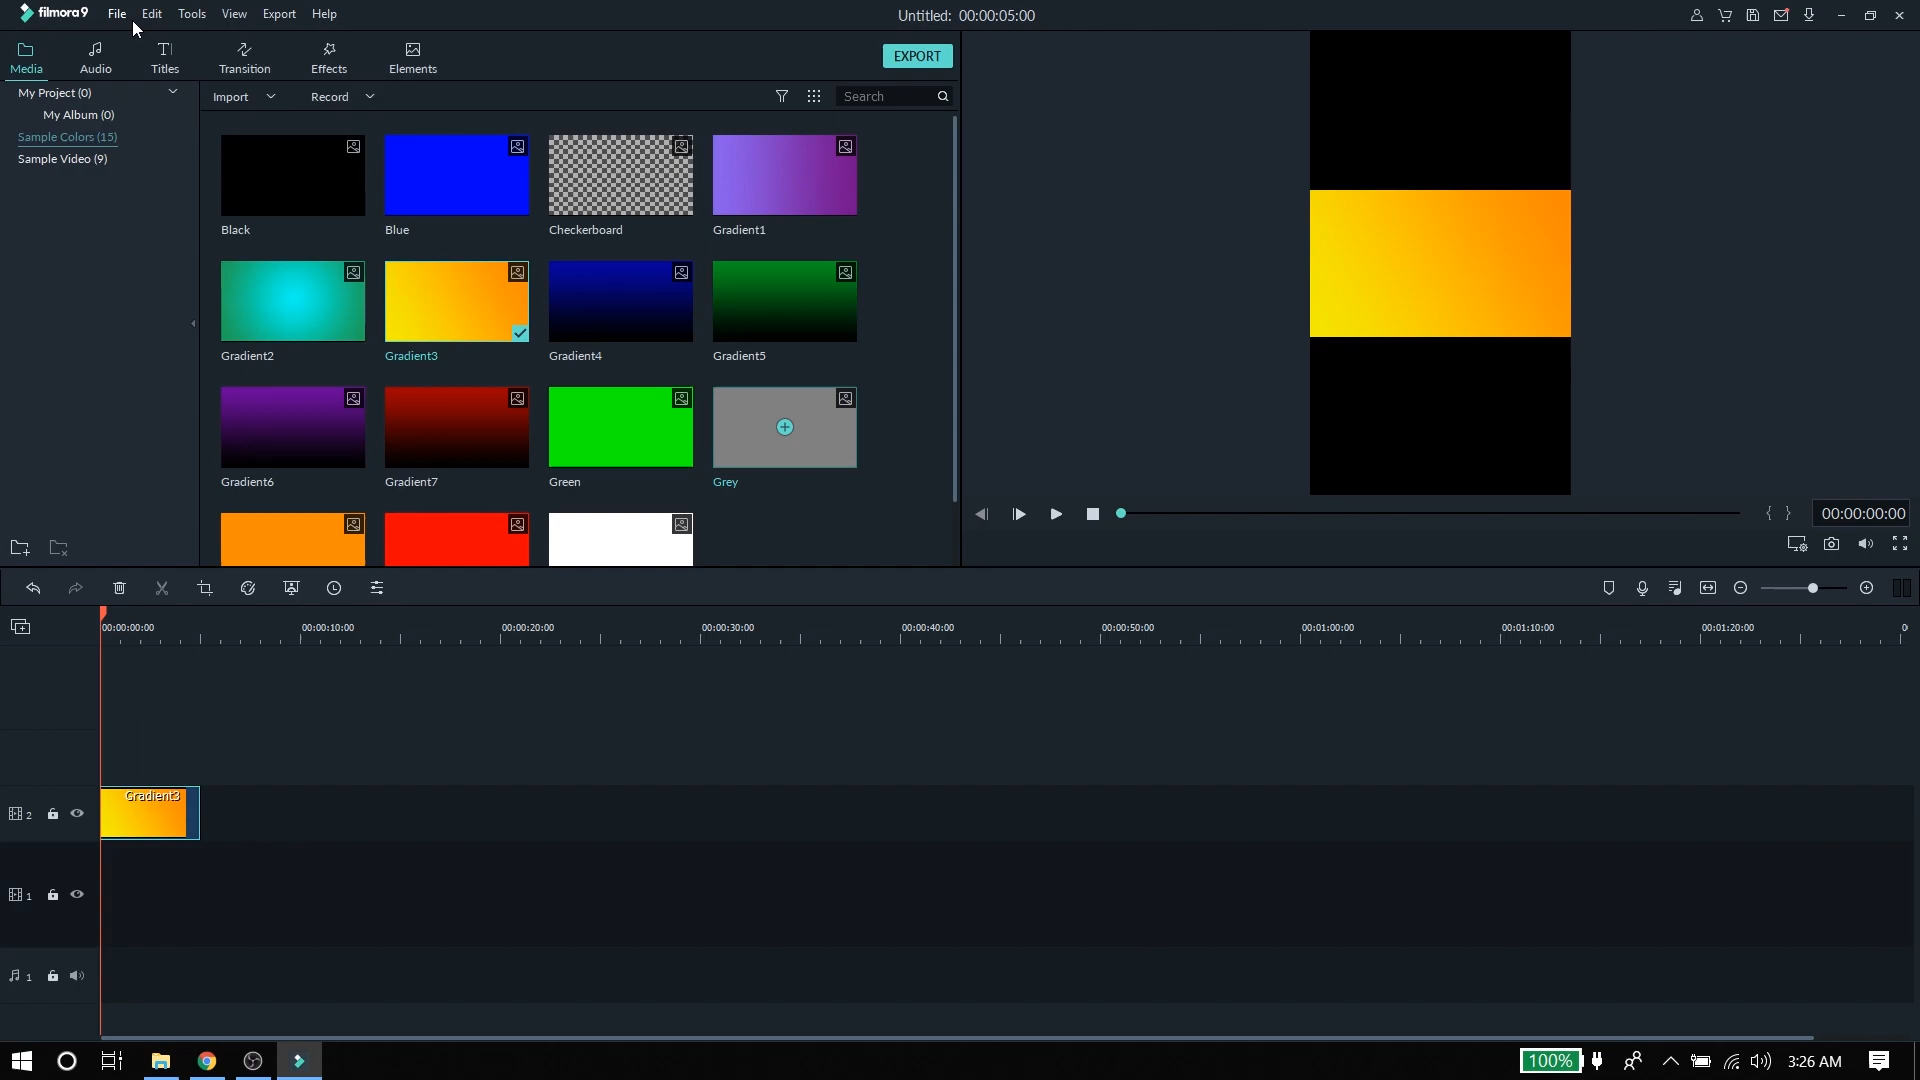 filmora9 File Edit Tools View Export Help
Untitled: 00:00:05:00
Media Audio Titles Transition Effects Elements
EXPORT
My Project (0)
My Album (0)
Sample Colors (15)
Sample Video (9)
Import Record Search
Black Blue Checkerboard Gradient1
Gradient2 Gradient3 Gradient4 Gradient5
Gradient6 Gradient7 Green Grey
00:00:00:00
00:00:00:00 00:00:10:00 00:00:20:00 00:00:30:00 00:00:40:00 00:00:50:00 00:01:00:00 00:01:10:00 00:01:20:00
Gradient3
2
1
1
100% 3:26 AM